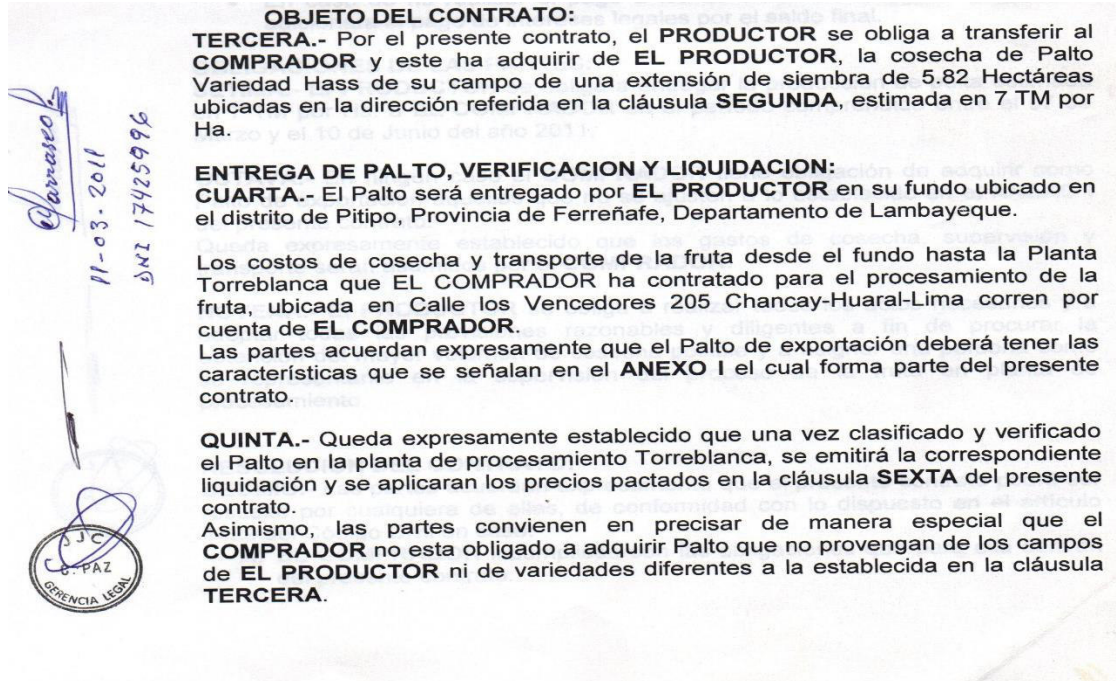 OBJETO DEL CONTRATO:
TERCERA.- Por el presente contrato, el PRODUCTOR se obliga a transferir al
COMPRADOR y este ha adquirir de EL PRODUCTOR, la cosecha de Palto
Variedad Hass de su campo de una extensión de siembra de 5.82 Hectáreas
ubicadas en la dirección referida en la cláusula SEGUNDA, estimada en 7 TM por
Ha.
ENTREGA DE PALTO, VERIFICACION Y LIQUIDACION:
CUARTA.- El Palto será entregado por EL PRODUCTOR en su fundo ubicado en
el distrito de Pitipo, Provincia de Ferreñafe, Departamento de Lambayeque.
Los costos de cosecha y transporte de la fruta desde el fundo hasta la Planta
Torreblanca que EL COMPRADOR ha contratado para el procesamiento de la
fruta, ubicada en Calle los Vencedores 205 Chancay-Huaral-Lima corren por
cuenta de EL COMPRADOR.
Las partes acuerdan expresamente que el Palto de exportación deberá tener las
características que se señalan en el ANEXO I el cual forma parte del presente
contrato.
QUINTA.- Queda expresamente establecido que una vez clasificado y verificado
el Palto en la planta de procesamiento Torreblanca, se emitirá la correspondiente
liquidación y se aplicaran los precios pactados en la cláusula SEXTA del presente
contrato.
Asimismo, las partes convienen en precisar de manera especial que el
COMPRADOR no esta obligado a adquirir Palto que no provengan de los campos
de EL PRODUCTOR ni de variedades diferentes a la establecida en la cláusula
TERCERA.
11-03-2011
DNI 17425996
PAZ
GERENCIA LEGAL